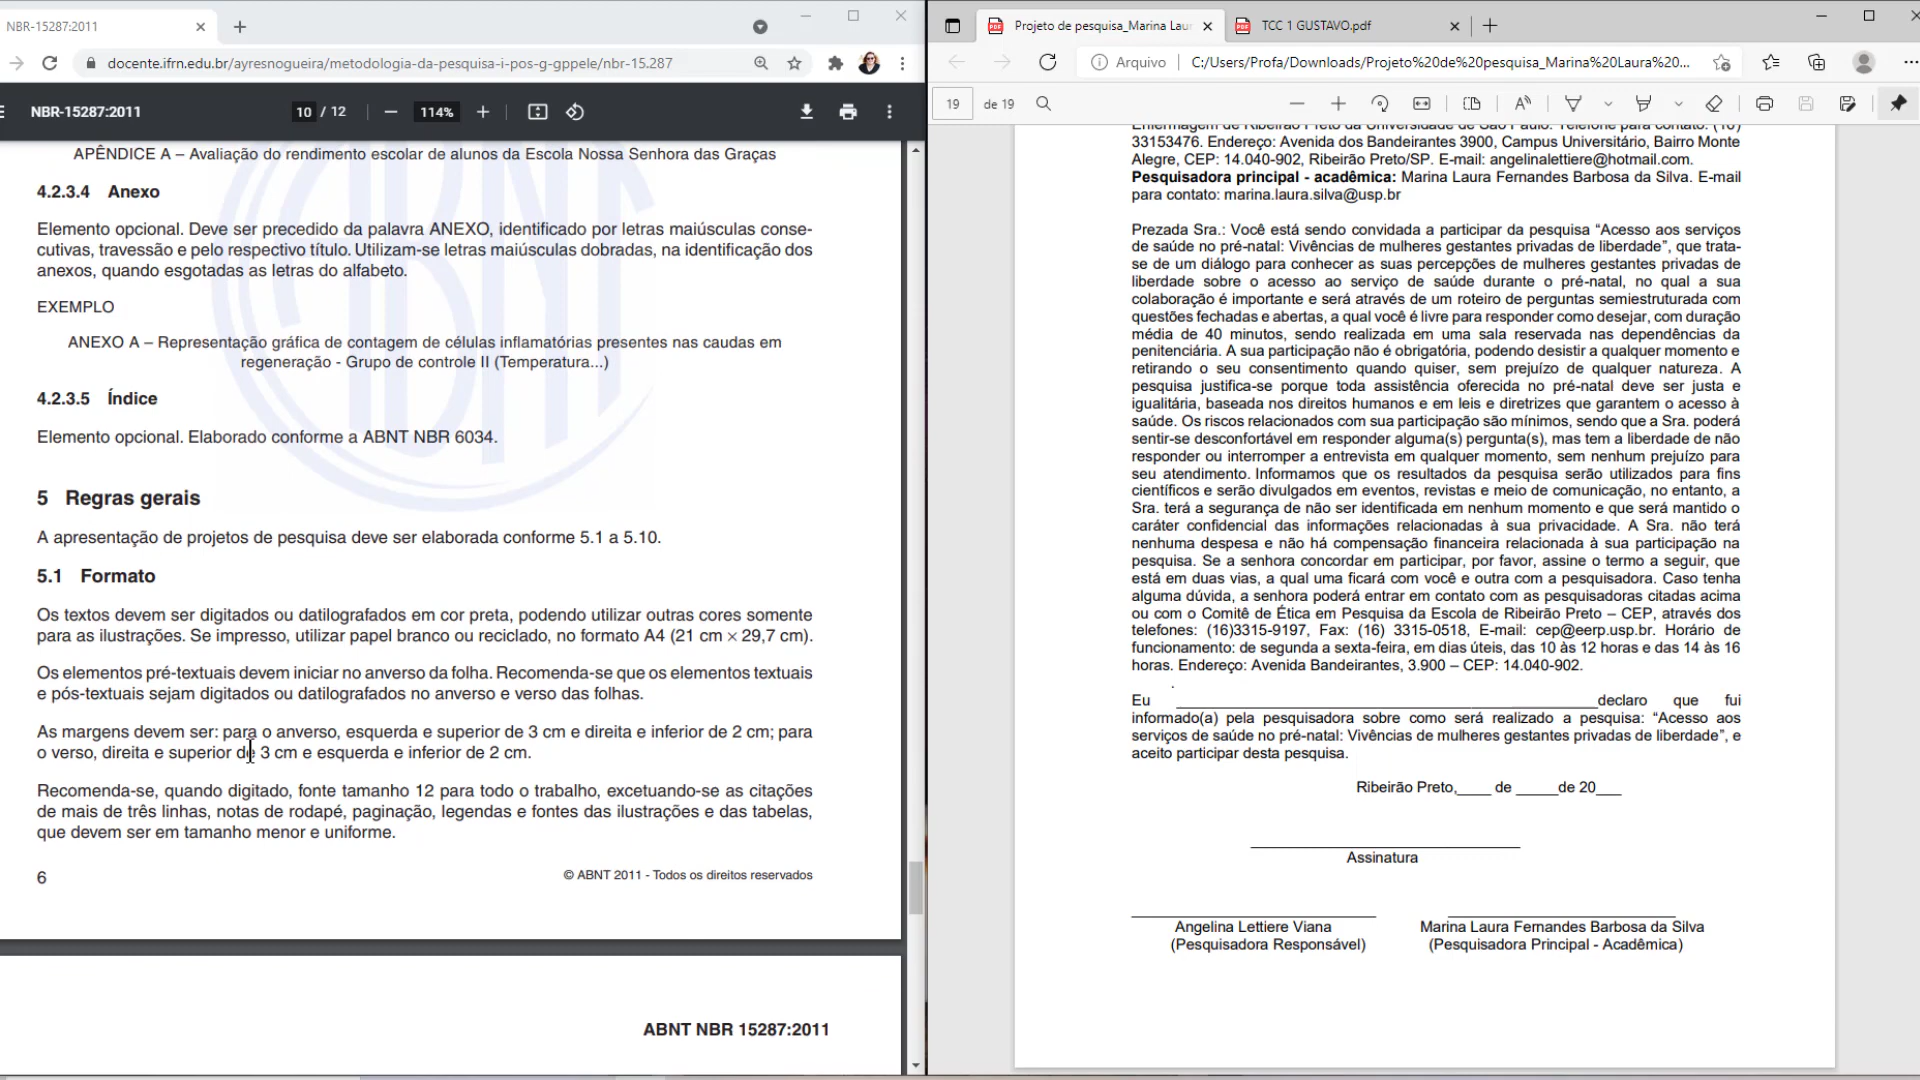 NBR-15287:2011
docente.ifrn.edu.br/ayresnogueira/metodologia-da-pesquisa-i-pos-g-gppele/nbr-15.287
NBR-15287:2011
10 / 12
114%
APÊNDICE A – Avaliação do rendimento escolar de alunos da Escola Nossa Senhora das Graças
4.2.3.4 Anexo
Elemento opcional. Deve ser precedido da palavra ANEXO, identificado por letras maiúsculas conse-
cutivas, travessão e pelo respectivo título. Utilizam-se letras maiúsculas dobradas, na identificação dos
anexos, quando esgotadas as letras do alfabeto.
EXEMPLO
ANEXO A – Representação gráfica de contagem de células inflamatórias presentes nas caudas em
regeneração - Grupo de controle II (Temperatura...)
4.2.3.5 Índice
Elemento opcional. Elaborado conforme a ABNT NBR 6034.
5 Regras gerais
A apresentação de projetos de pesquisa deve ser elaborada conforme 5.1 a 5.10.
5.1 Formato
Os textos devem ser digitados ou datilografados em cor preta, podendo utilizar outras cores somente
para as ilustrações. Se impresso, utilizar papel branco ou reciclado, no formato A4 (21 cm × 29,7 cm).
Os elementos pré-textuais devem iniciar no anverso da folha. Recomenda-se que os elementos textuais
e pós-textuais sejam digitados ou datilografados no anverso e verso das folhas.
As margens devem ser: para o anverso, esquerda e superior de 3 cm e direita e inferior de 2 cm; para
o verso, direita e superior de 3 cm e esquerda e inferior de 2 cm.
Recomenda-se, quando digitado, fonte tamanho 12 para todo o trabalho, excetuando-se as citações
de mais de três linhas, notas de rodapé, paginação, legendas e fontes das ilustrações e das tabelas,
que devem ser em tamanho menor e uniforme.
6
© ABNT 2011 - Todos os direitos reservados
ABNT NBR 15287:2011
ABNT
Projeto de pesquisa_Marina Lau
TCC 1 GUSTAVO.pdf
Arquivo
C:/Users/Profa/Downloads/Projeto%20de%20pesquisa_Marina%20Laura%20...
19 de 19
Enfermagem de Ribeirão Preto da Universidade de São Paulo. Telefone para contato: (16)
33153476. Endereço: Avenida dos Bandeirantes 3900, Campus Universitário, Bairro Monte
Alegre, CEP: 14.040-902, Ribeirão Preto/SP. E-mail: angelinalettiere@hotmail.com.
Pesquisadora principal - acadêmica: Marina Laura Fernandes Barbosa da Silva. E-mail
para contato: marina.laura.silva@usp.br
Prezada Sra.: Você está sendo convidada a participar da pesquisa “Acesso aos serviços
de saúde no pré-natal: Vivências de mulheres gestantes privadas de liberdade”, que trata-
se de um diálogo para conhecer as suas percepções de mulheres gestantes privadas de
liberdade sobre o acesso ao serviço de saúde durante o pré-natal, no qual a sua
colaboração é importante e será através de um roteiro de perguntas semiestruturada com
questões fechadas e abertas, a qual você é livre para responder como desejar, com duração
média de 40 minutos, sendo realizada em uma sala reservada nas dependências da
penitenciária. A sua participação não é obrigatória, podendo desistir a qualquer momento e
retirando o seu consentimento quando quiser, sem prejuízo de qualquer natureza. A
pesquisa justifica-se porque toda assistência oferecida no pré-natal deve ser justa e
igualitária, baseada nos direitos humanos e em leis e diretrizes que garantem o acesso à
saúde. Os riscos relacionados com sua participação são mínimos, sendo que a Sra. poderá
sentir-se desconfortável em responder alguma(s) pergunta(s), mas tem a liberdade de não
responder ou interromper a entrevista em qualquer momento, sem nenhum prejuízo para
seu atendimento. Informamos que os resultados da pesquisa serão utilizados para fins
científicos e serão divulgados em eventos, revistas e meio de comunicação, no entanto, a
Sra. terá a segurança de não ser identificada em nenhum momento e que será mantido o
caráter confidencial das informações relacionadas à sua privacidade. A Sra. não terá
nenhuma despesa e não há compensação financeira relacionada à sua participação na
pesquisa. Se a senhora concordar em participar, por favor, assine o termo a seguir, que
está em duas vias, a qual uma ficará com você e outra com a pesquisadora. Caso tenha
alguma dúvida, a senhora poderá entrar em contato com as pesquisadoras citadas acima
ou com o Comitê de Ética em Pesquisa da Escola de Ribeirão Preto – CEP, através dos
telefones: (16)3315-9197, Fax: (16) 3315-0518, E-mail: cep@eerp.usp.br. Horário de
funcionamento: de segunda a sexta-feira, em dias úteis, das 10 às 12 horas e das 14 às 16
horas. Endereço: Avenida Bandeirantes, 3.900 – CEP: 14.040-902.
.
Eu ____________________________________________________declaro que fui
informado(a) pela pesquisadora sobre como será realizado a pesquisa: “Acesso aos
serviços de saúde no pré-natal: Vivências de mulheres gestantes privadas de liberdade”, e
aceito participar desta pesquisa.
Ribeirão Preto,____ de _____de 20___
Assinatura
Angelina Lettiere Viana
(Pesquisadora Responsável)
Marina Laura Fernandes Barbosa da Silva
(Pesquisadora Principal - Acadêmica)